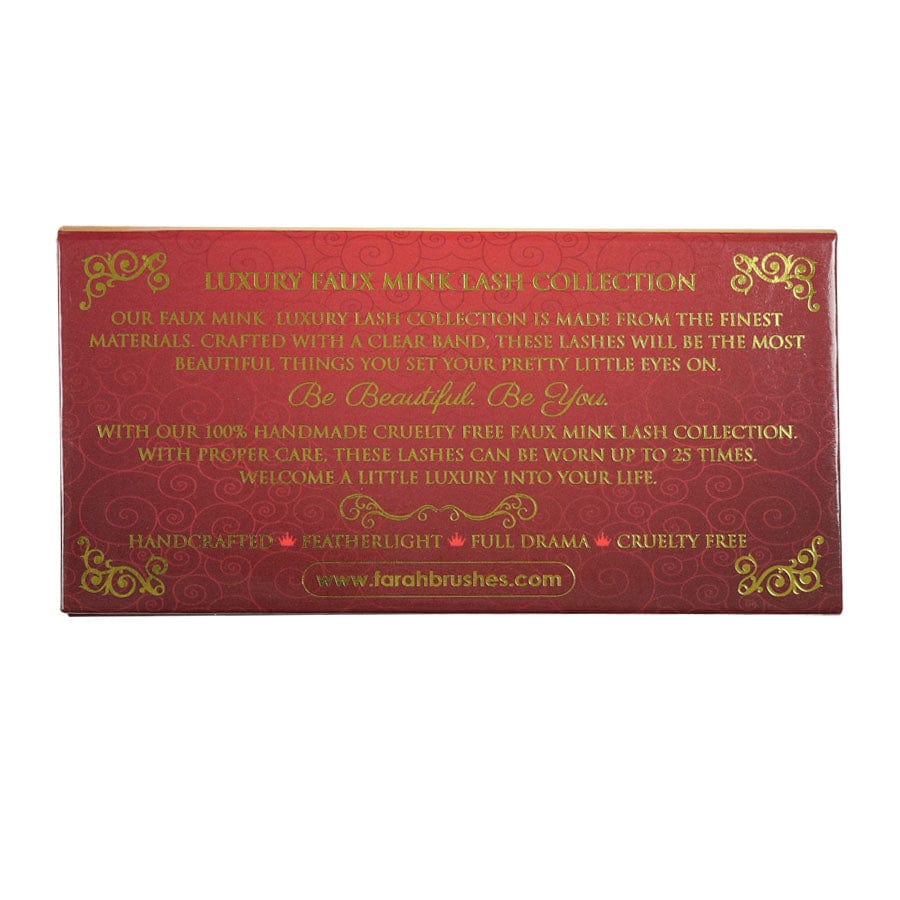 LUXURY FAUX MINK LASH COLLECTION
OUR FAUX MINK LUXURY LASH COLLECTION IS MADE FROM THE FINEST
MATERIALS. CRAFTED WITH A CLEAR BAND, THESE LASHES WILL BE THE MOST
BEAUTIFUL THINGS YOU SET YOUR PRETTY LITTLE EYES ON.
Be Beautiful. Be You.
WITH OUR 100% HANDMADE CRUELTY FREE FAUX MINK LASH COLLECTION.
WITH PROPER CARE, THESE LASHES CAN BE WORN UP TO 25 TIMES.
WELCOME A LITTLE LUXURY INTO YOUR LIFE.
HANDCRAFTED FEATHERLIGHT FULL DRAMA CRUELTY FREE
www.farahbrushes.com